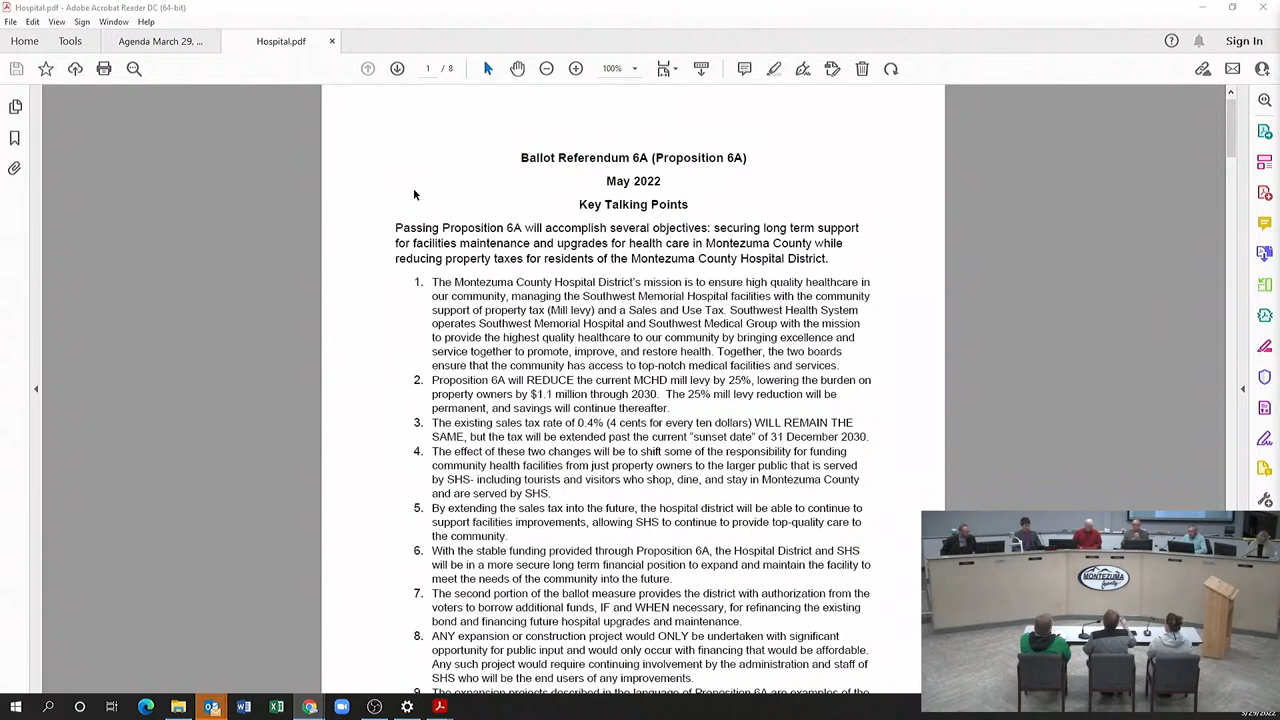 Hospital.pdf - Adobe Acrobat Reader DC (64-bit)
File Edit View Sign Window Help
Home Tools Agenda March 29, ... Hospital.pdf × Sign In
1 / 8 100%
Ballot Referendum 6A (Proposition 6A)
May 2022
Key Talking Points
Passing Proposition 6A will accomplish several objectives: securing long term support
for facilities maintenance and upgrades for health care in Montezuma County while
reducing property taxes for residents of the Montezuma County Hospital District.
1. The Montezuma County Hospital District's mission is to ensure high quality healthcare in
our community, managing the Southwest Memorial Hospital facilities with the community
support of property tax (Mill levy) and a Sales and Use Tax. Southwest Health System
operates Southwest Memorial Hospital and Southwest Medical Group with the mission
to provide the highest quality healthcare to our community by bringing excellence and
service together to promote, improve, and restore health. Together, the two boards
ensure that the community has access to top-notch medical facilities and services.
2. Proposition 6A will REDUCE the current MCHD mill levy by 25%, lowering the burden on
property owners by $1.1 million through 2030. The 25% mill levy reduction will be
permanent, and savings will continue thereafter.
3. The existing sales tax rate of 0.4% (4 cents for every ten dollars) WILL REMAIN THE
SAME, but the tax will be extended past the current "sunset date" of 31 December 2030.
4. The effect of these two changes will be to shift some of the responsibility for funding
community health facilities from just property owners to the larger public that is served
by SHS- including tourists and visitors who shop, dine, and stay in Montezuma County
and are served by SHS.
5. By extending the sales tax into the future, the hospital district will be able to continue to
support facilities improvements, allowing SHS to continue to provide top-quality care to
the community.
6. With the stable funding provided through Proposition 6A, the Hospital District and SHS
will be in a more secure long term financial position to expand and maintain the facility to
meet the needs of the community into the future.
7. The second portion of the ballot measure provides the district with authorization from the
voters to borrow additional funds, IF and WHEN necessary, for refinancing the existing
bond and financing future hospital upgrades and maintenance.
8. ANY expansion or construction project would ONLY be undertaken with significant
opportunity for public input and would only occur with financing that would be affordable.
Any such project would require continuing involvement by the administration and staff of
SHS who will be the end users of any improvements.
9. The expansion projects described in the language of Proposition 6A are examples of the
MONTEZUMA
3/29/2022